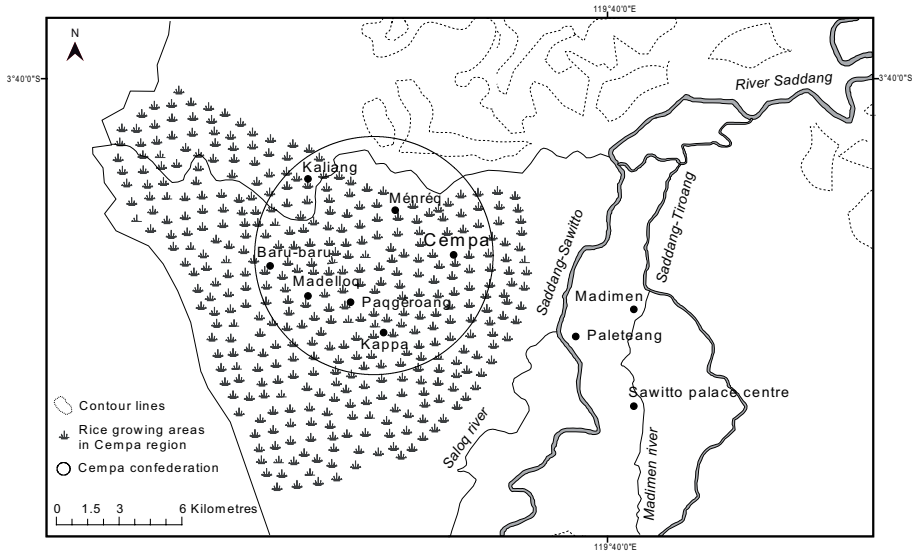 119°40'0"E
N
3°40'0"S
3°40'0"S
River Saddang
Kaliang
Ménréq
Saddang-Tiroang
Saddang-Sawitto
Cempa
Baru-baru
Madelloq
Paqgeroang
Madimen
Kappa
Paleteang
Sawitto palace centre
Contour lines
Rice growing areas
in Cempa region
Cempa confederation
Saloq river
Madimen river
0 1.5 3 6 Kilometres
119°40'0"E